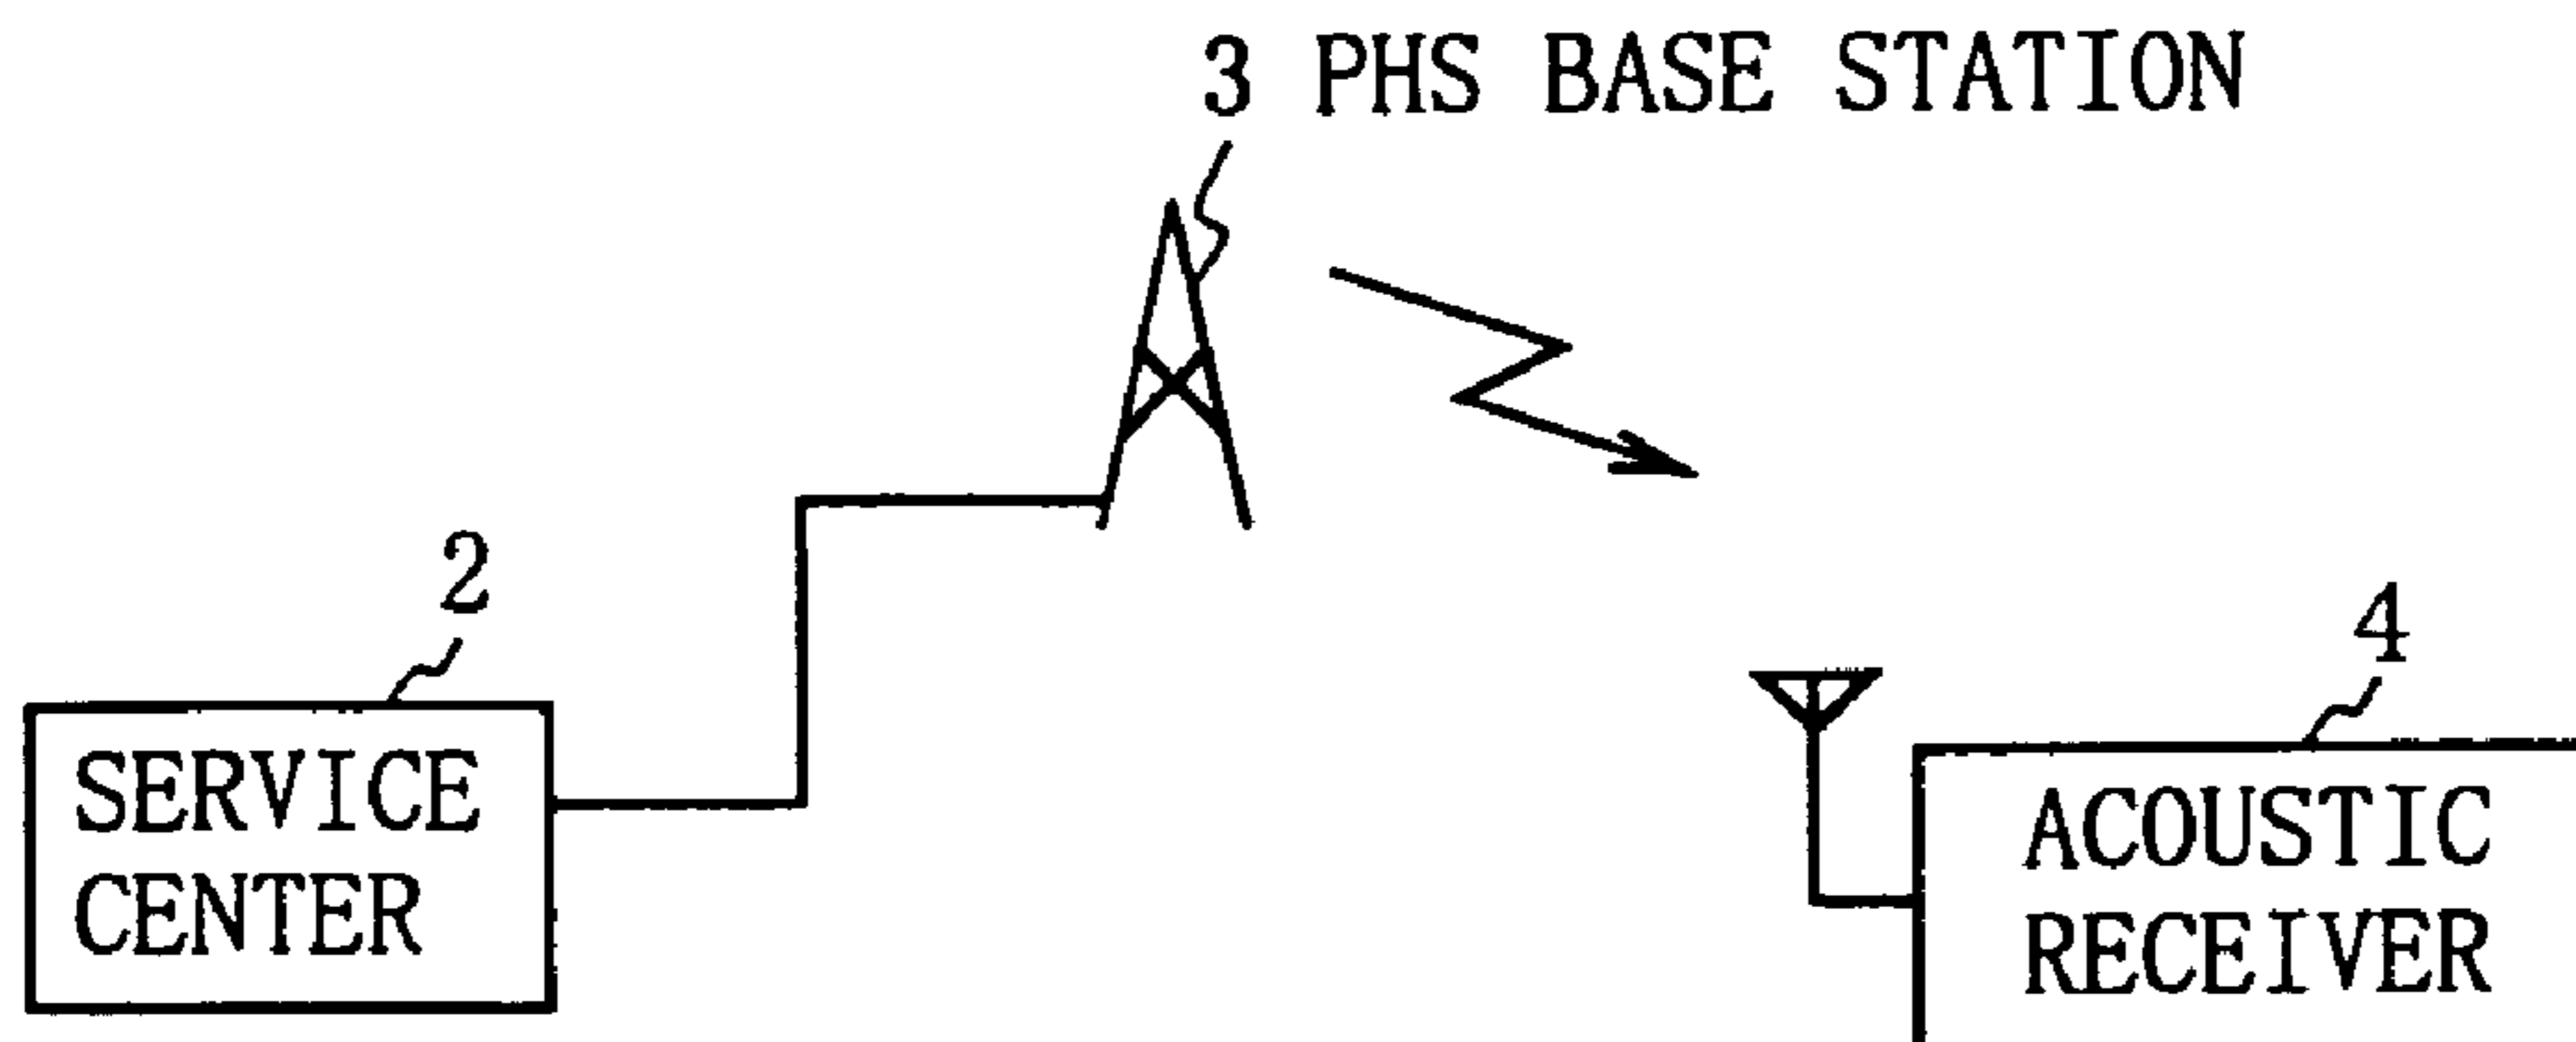 3 PHS BASE STATION
2
SERVICE
CENTER
4
ACOUSTIC
RECEIVER